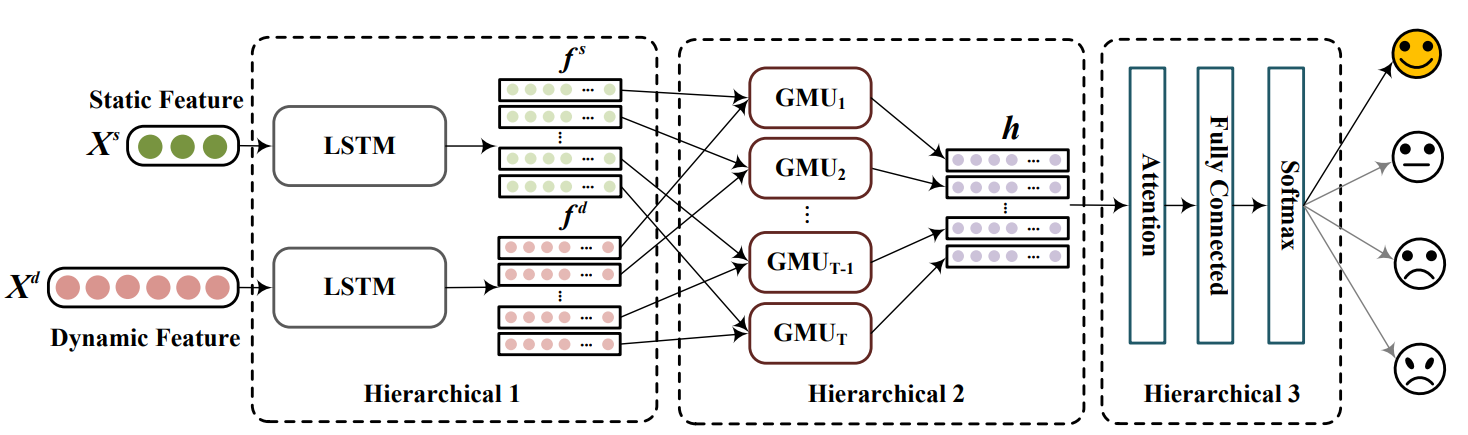 Static Feature
X^s
X^d
Dynamic Feature
LSTM
LSTM
f^s
...
...
⋮
...
...
f^d
...
...
⋮
...
...
Hierarchical 1
GMU_1
GMU_2
⋮
GMU_T-1
GMU_T
h
...
...
⋮
...
...
Hierarchical 2
Attention
Fully Connected
Softmax
Hierarchical 3